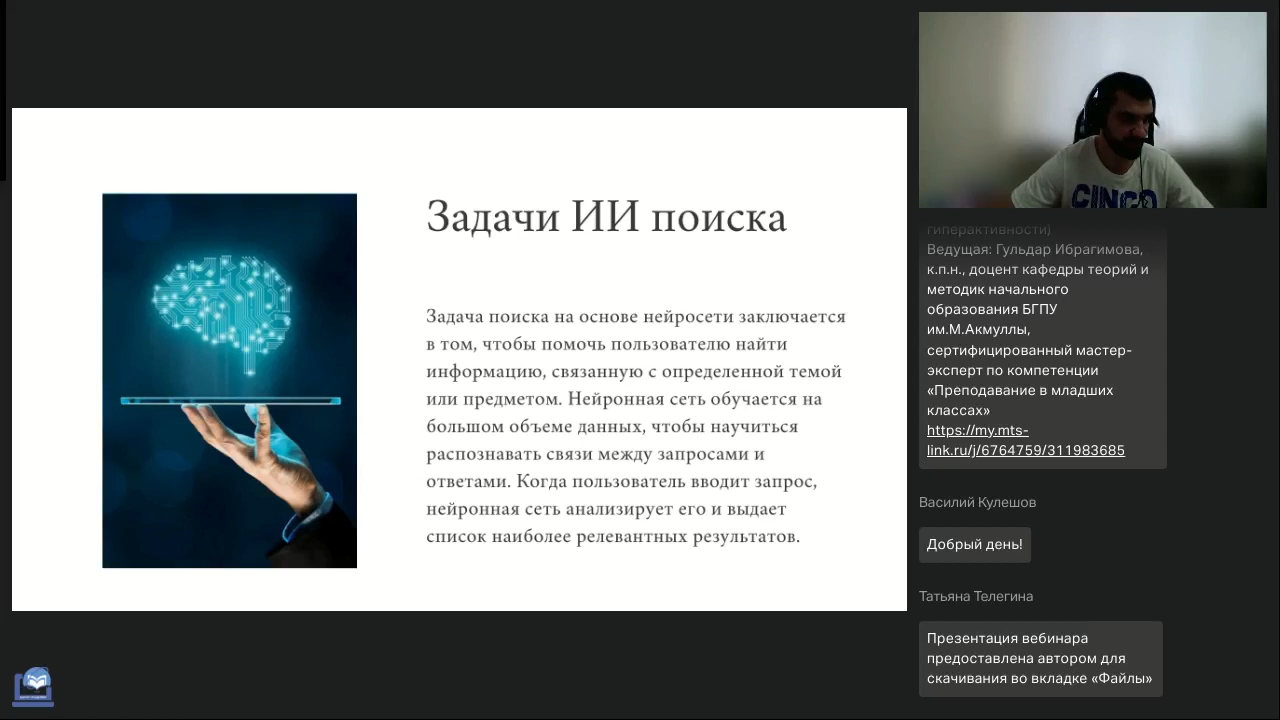 Задачи ИИ поиска
Задача поиска на основе нейросети заключается
в том, чтобы помочь пользователю найти
информацию, связанную с определенной темой
или предметом. Нейронная сеть обучается на
большом объеме данных, чтобы научиться
распознавать связи между запросами и
ответами. Когда пользователь вводит запрос,
нейронная сеть анализирует его и выдает
список наиболее релевантных результатов.
CINCO
гиперактивности)
Ведущая: Гульдар Ибрагимова,
к.п.н., доцент кафедры теорий и
методик начального
образования БГПУ
им.М.Акмуллы,
сертифицированный мастер-
эксперт по компетенции
«Преподавание в младших
классах»
https://my.mts-
link.ru/j/6764759/311983685
Василий Кулешов
Добрый день!
Татьяна Телегина
Презентация вебинара
предоставлена автором для
скачивания во вкладке «Файлы»